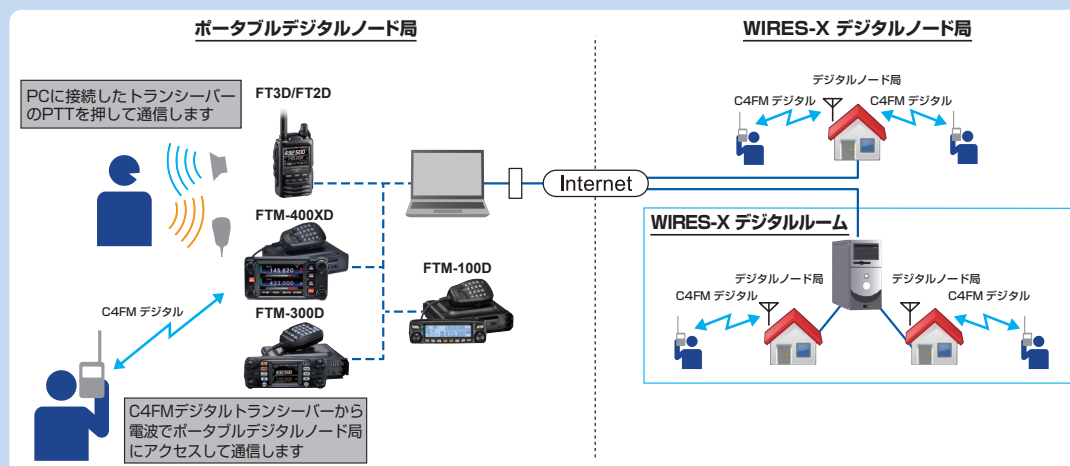 ポータブルデジタルノード局
PCに接続したトランシーバー
のPTTを押して通信します
FT3D/FT2D
FTM-400XD
FTM-100D
C4FM デジタル
FTM-300D
C4FMデジタルトランシーバーから
電波でポータブルデジタルノード局
にアクセスして通信します
Internet
WIRES-X デジタルノード局
デジタルノード局
C4FM デジタル
C4FM デジタル
WIRES-X デジタルルーム
デジタルノード局
デジタルノード局
C4FM デジタル
C4FM デジタル